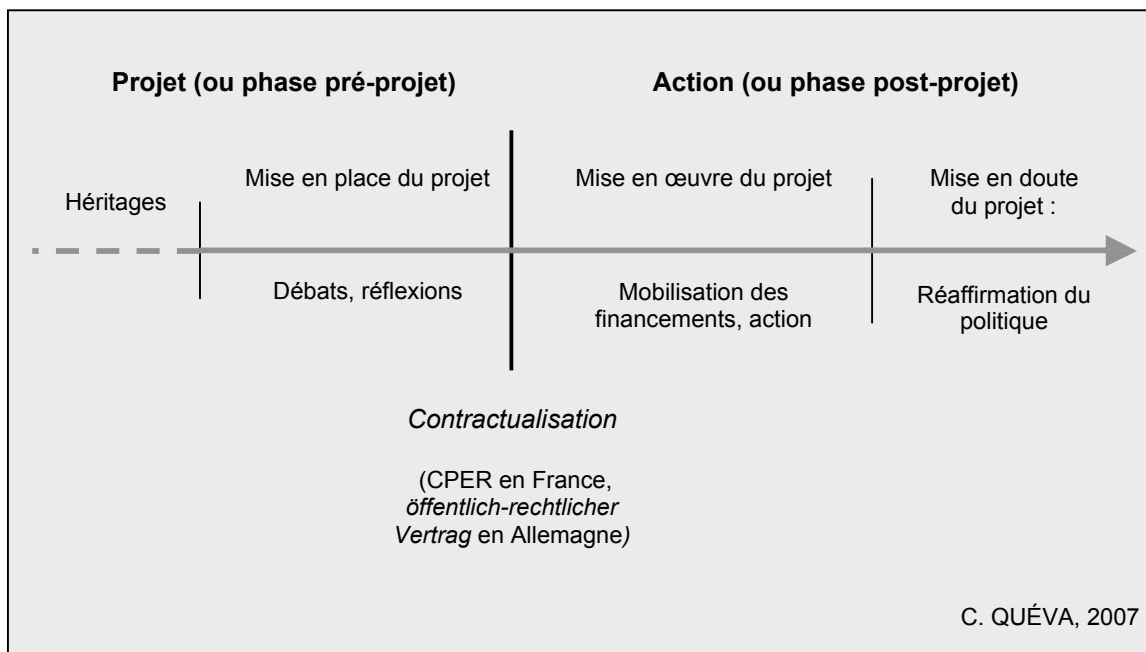 Projet (ou phase pré-projet)
Action (ou phase post-projet)
Héritages
Mise en place du projet
Mise en œuvre du projet
Mise en doute
du projet :
Débats, réflexions
Mobilisation des
financements, action
Réaffirmation du
politique
Contractualisation
(CPER en France,
öffentlich-rechtlicher
Vertrag en Allemagne)
C. QUÉVA, 2007